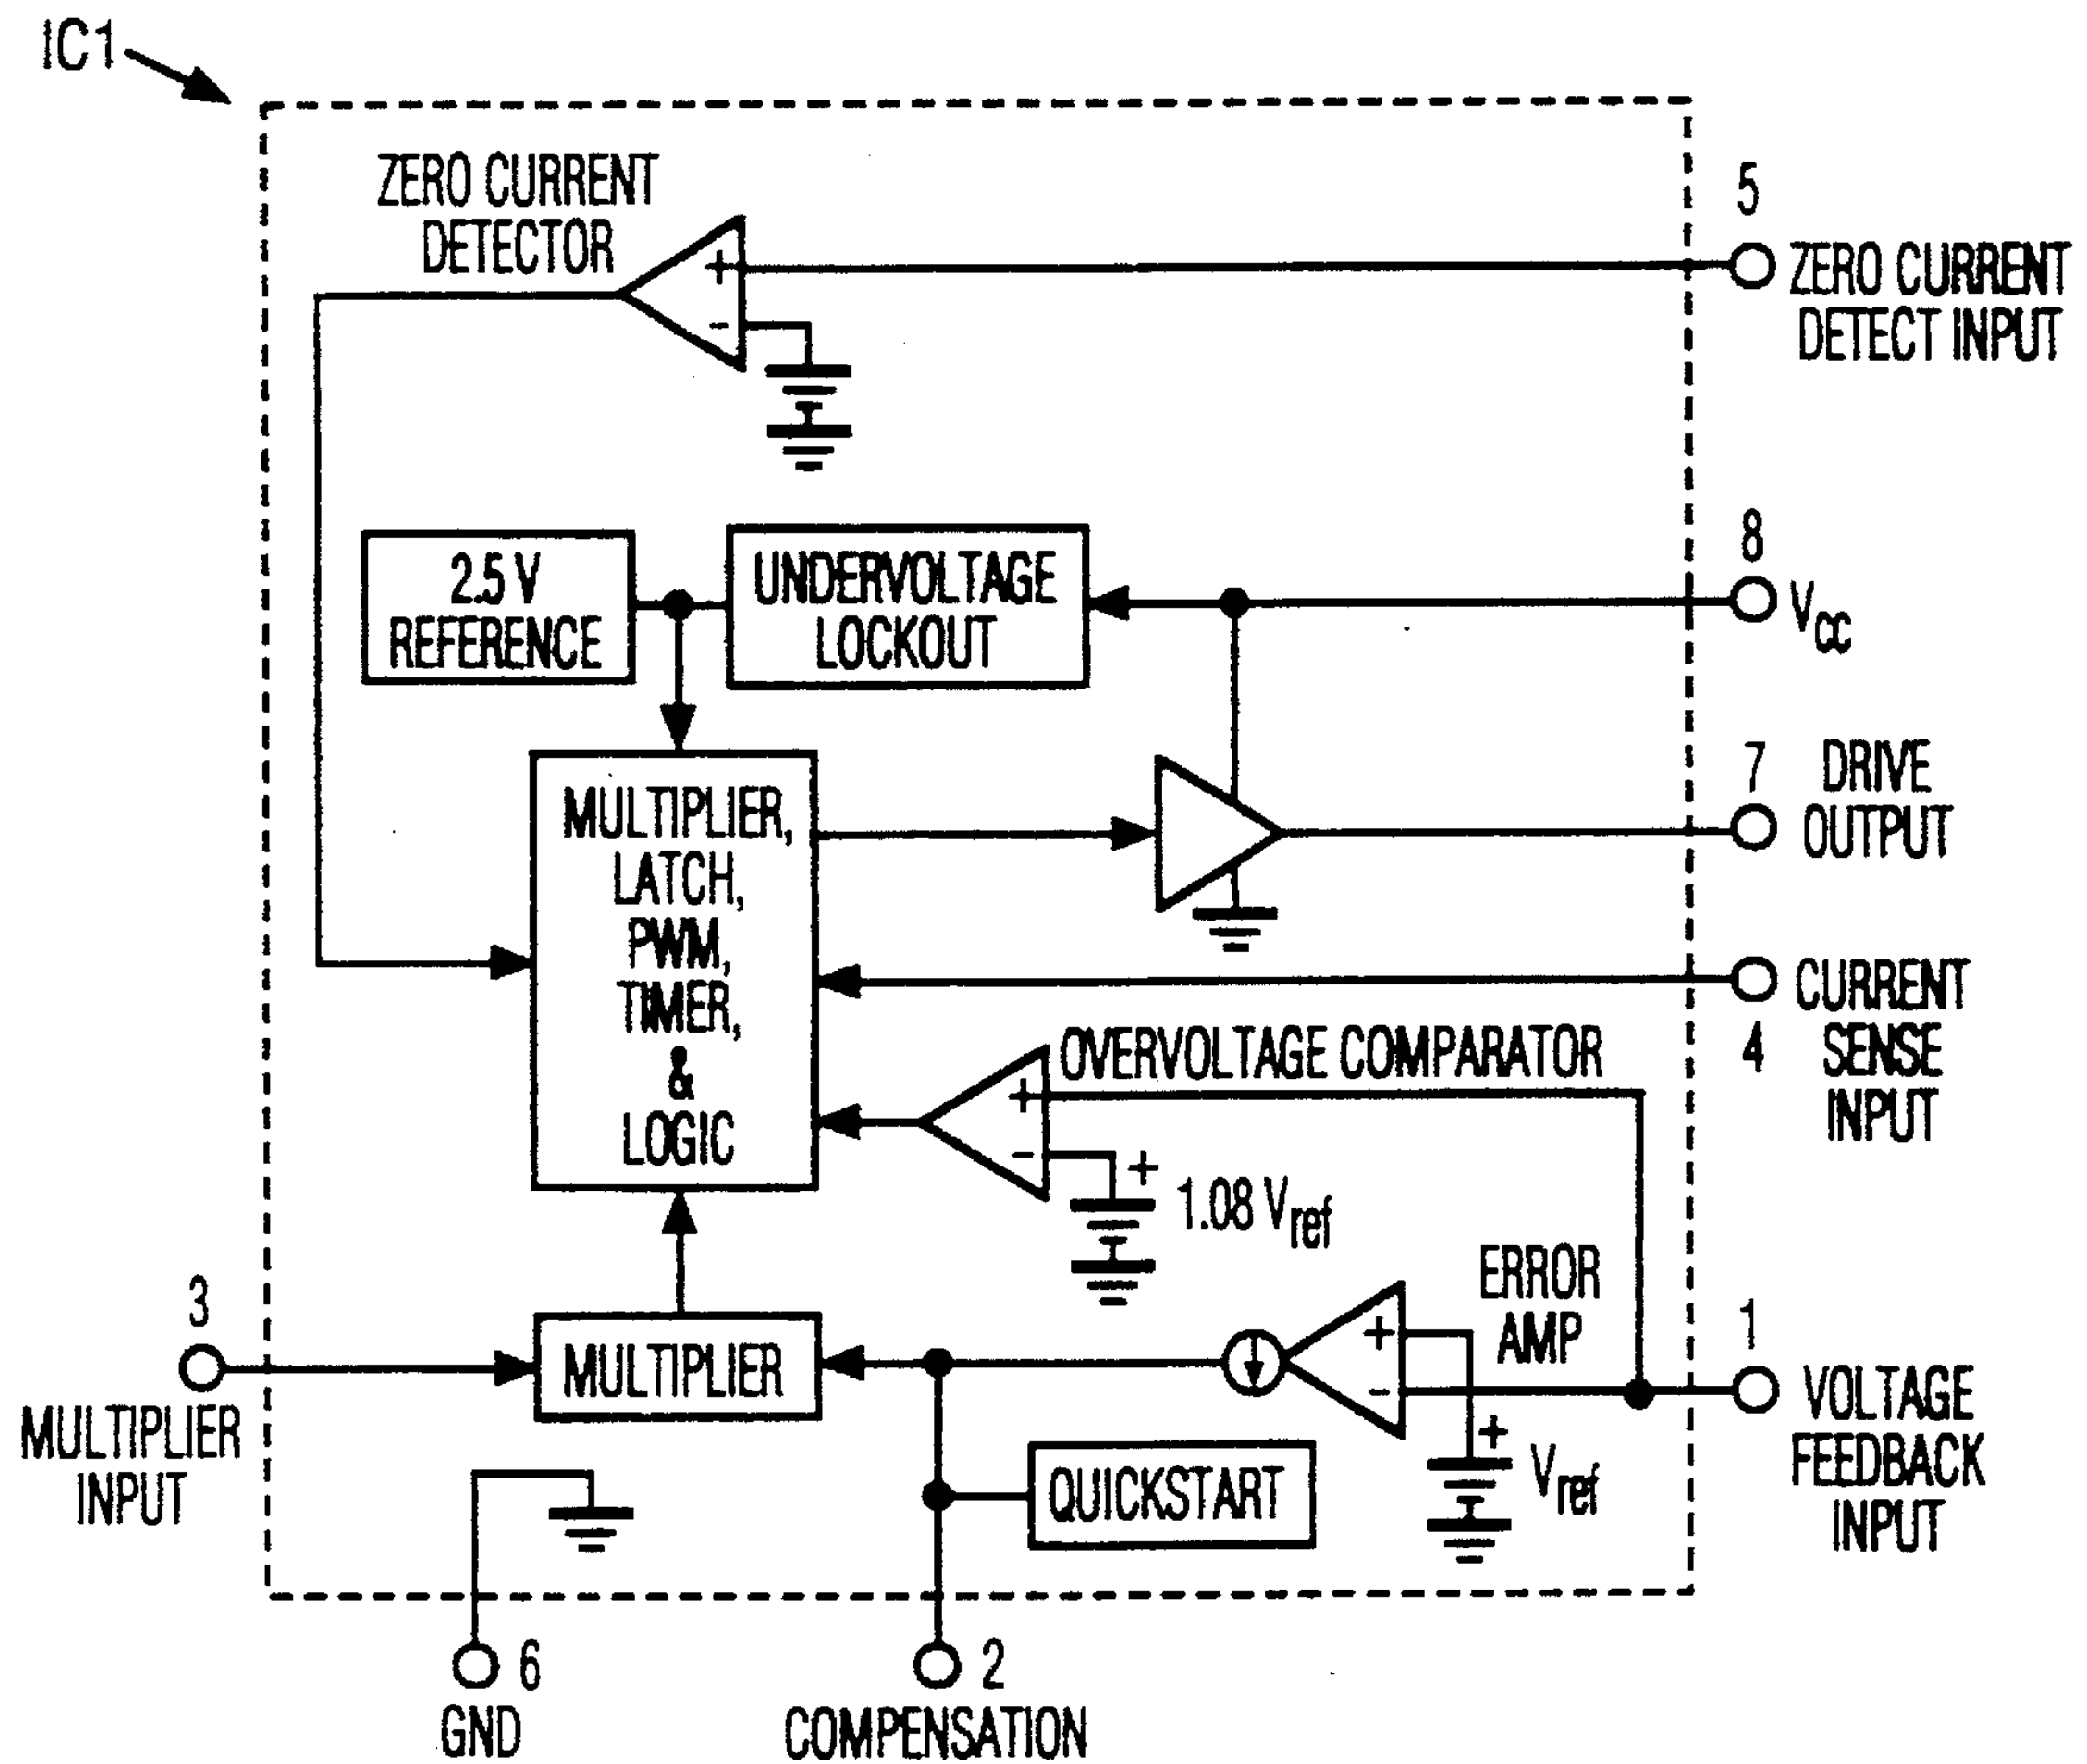 IC1
ZERO CURRENT
DETECTOR
+
-
5
ZERO CURRENT
DETECT INPUT
2.5 V
REFERENCE
UNDERVOLTAGE
LOCKOUT
8
Vcc
MULTIPLIER,
LATCH,
PWM,
TIMER,
&
LOGIC
7
DRIVE
OUTPUT
CURRENT
SENSE
INPUT
4
OVERVOLTAGE COMPARATOR
+
-
+
1.08 Vref
ERROR
AMP
+
-
+
Vref
1
VOLTAGE
FEEDBACK
INPUT
3
MULTIPLIER
INPUT
MULTIPLIER
QUICKSTART
6
GND
2
COMPENSATION